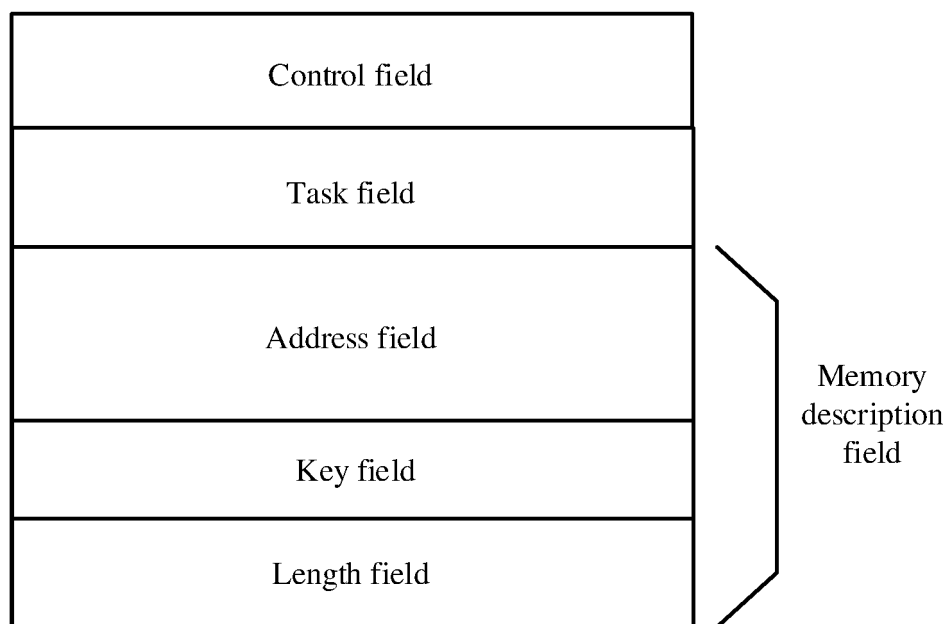 Control field
Task field
Address field
Key field
Length field
Memory
description
field